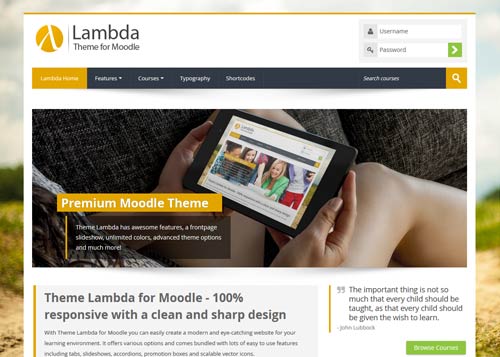 Lambda
Theme for Moodle
Username
Password
Lambda Home
Features
Courses
Typography
Shortcodes
Search courses
Lambda
Theme for Moodle
Premium Moodle Theme
Theme Lambda has awesome features, a frontpage
slideshow, unlimited colors, advanced theme options
and much more!
Theme Lambda for Moodle - 100%
responsive with a clean and sharp design
With Theme Lambda for Moodle you can easily create a modern and eye-catching website for your
learning environment. It offers various options and comes bundled with lots of easy to use features
including tabs, slideshows, accordions, promotion boxes and scalable vector icons.
The important thing is not so
much that every child should be
taught, as that every child should
be given the wish to learn.
- John Lubbock
Browse Courses